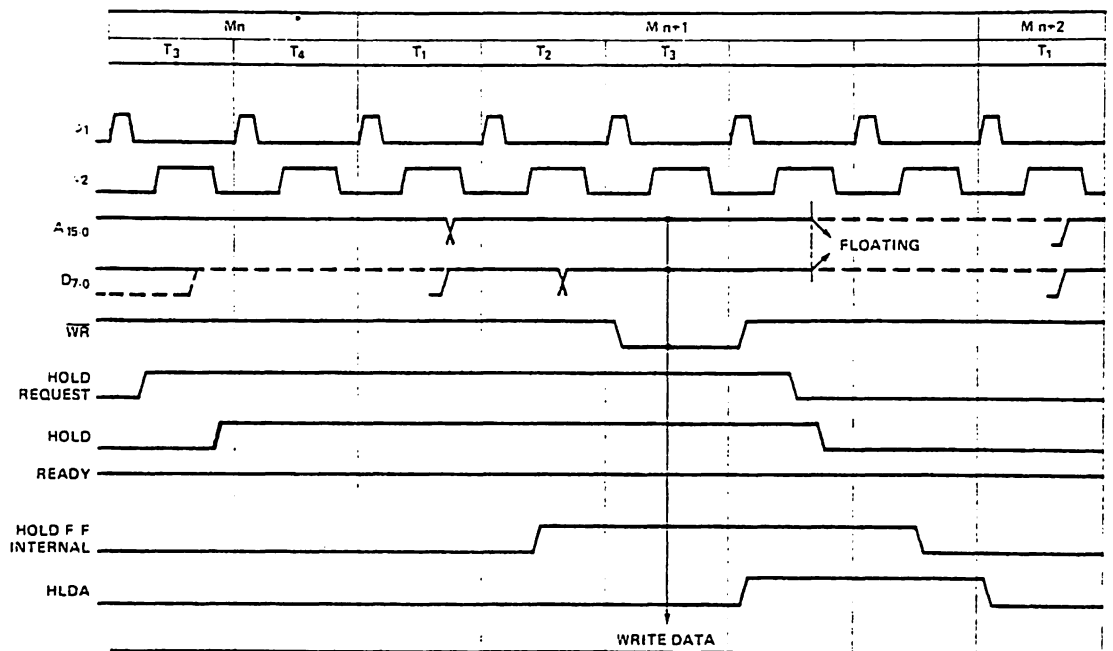 Mn M n+1 M n+2
T3 T4 T1 T2 T3 T1
A15-0
FLOATING
D7-0
WR
HOLD
REQUEST
HOLD
READY
HOLD F F
INTERNAL
HLDA
WRITE DATA